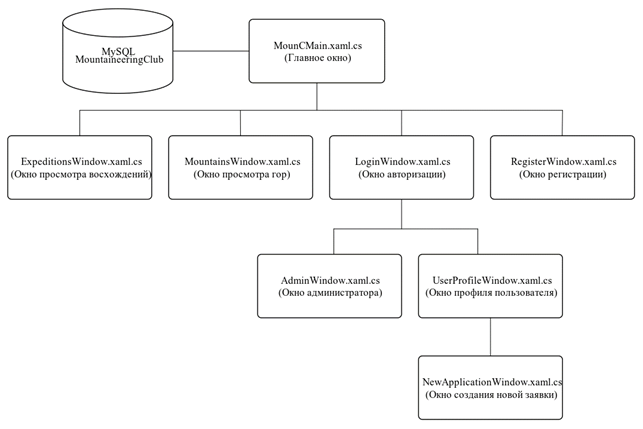 MySQL
MountaineeringClub
MounCMain.xaml.cs
(Главное окно)
ExpeditionsWindow.xaml.cs
(Окно просмотра восхождений)
MountainsWindow.xaml.cs
(Окно просмотра гор)
LoginWindow.xaml.cs
(Окно авторизации)
RegisterWindow.xaml.cs
(Окно регистрации)
AdminWindow.xaml.cs
(Окно администратора)
UserProfileWindow.xaml.cs
(Окно профиля пользователя)
NewApplicationWindow.xaml.cs
(Окно создания новой заявки)